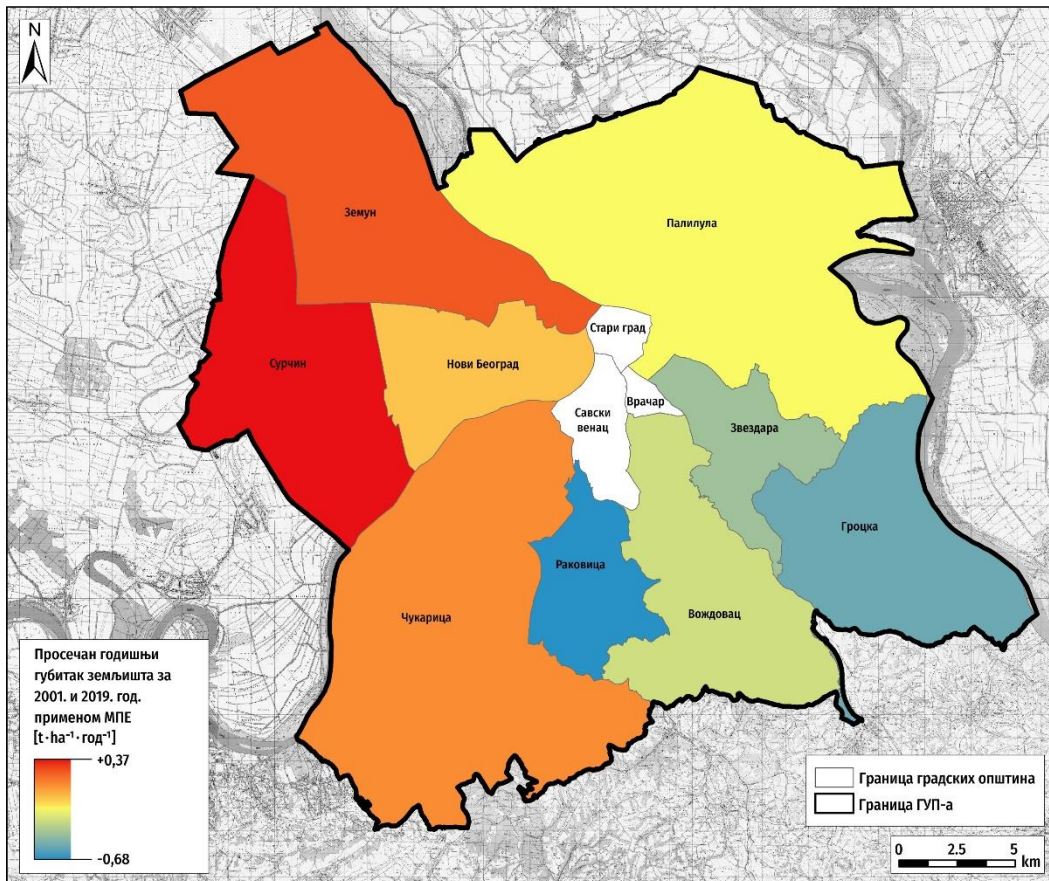 N
Земун
Палилула
Стари град
Сурчин
Нови Београд
Врачар
Савски
венац
Звездара
Гроцка
Раковица
Чукарица
Вождовац
Просечан годишњи
губитак земљишта за
2001. и 2019. год.
применом МПЕ
[t·ha⁻¹·год⁻¹]
+0,37
-0,68
Граница градских општина
Граница ГУП-а
0 2.5 5
km